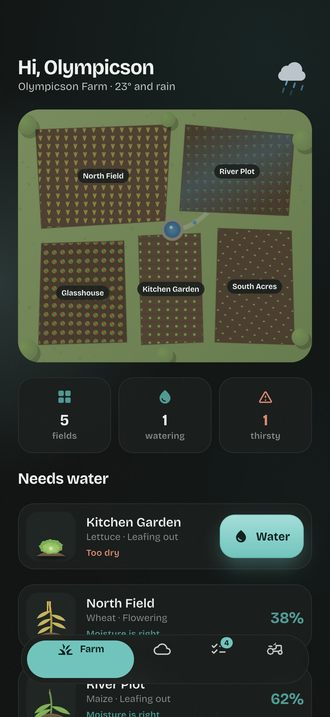 Hi, Olympicson
Olympicson Farm · 23° and rain
North Field
River Plot
Glasshouse
Kitchen Garden
South Acres
5
fields
1
watering
1
thirsty
Needs water
Kitchen Garden
Lettuce · Leafing out
Too dry
Water
North Field
Wheat · Flowering
Moisture is right
38%
Farm
4
River Plot
Maize · Leafing out
Moisture is right
62%